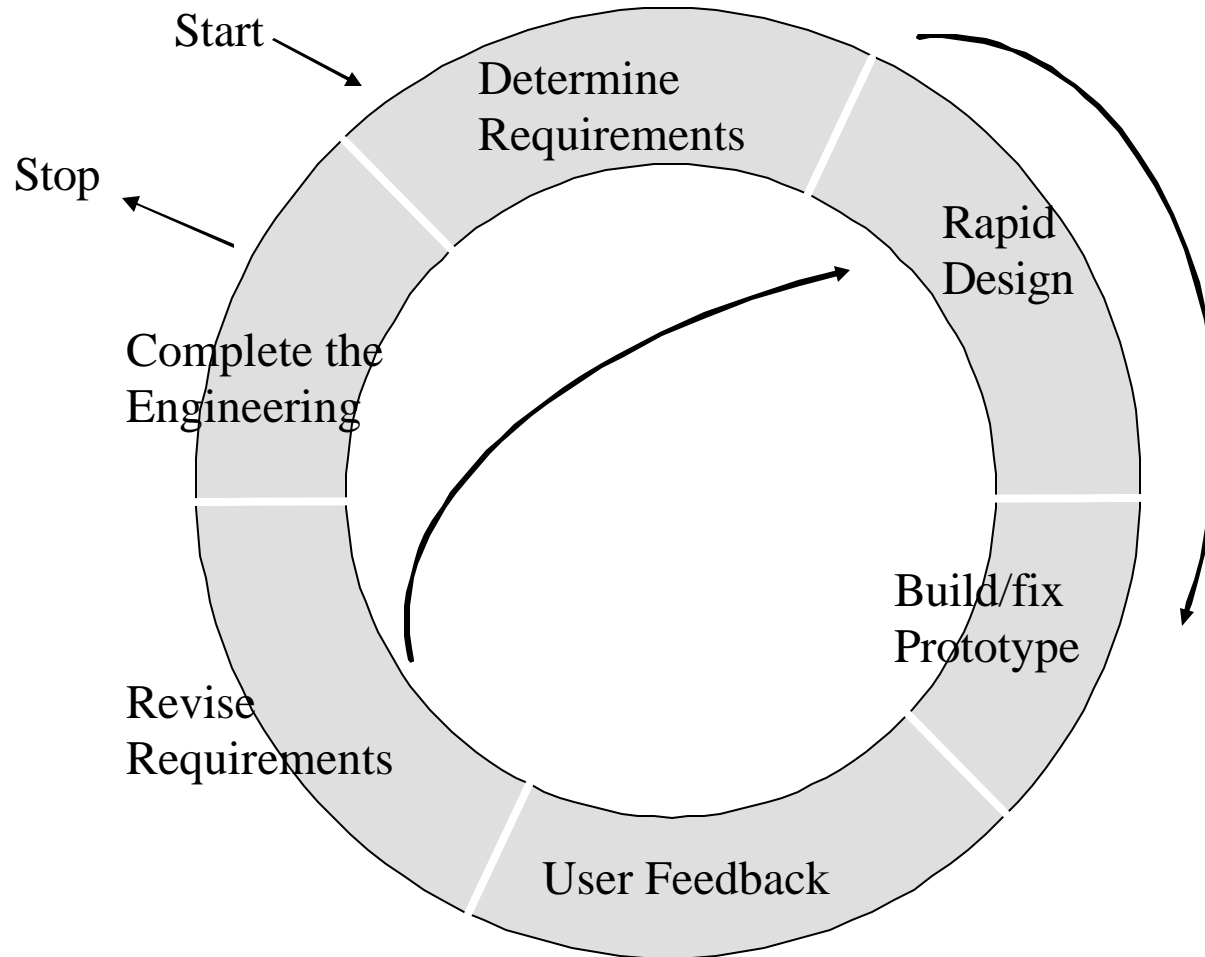 Start
Determine
Requirements
Stop
Rapid
Design
Complete the
Engineering
Build/fix
Prototype
Revise
Requirements
User Feedback